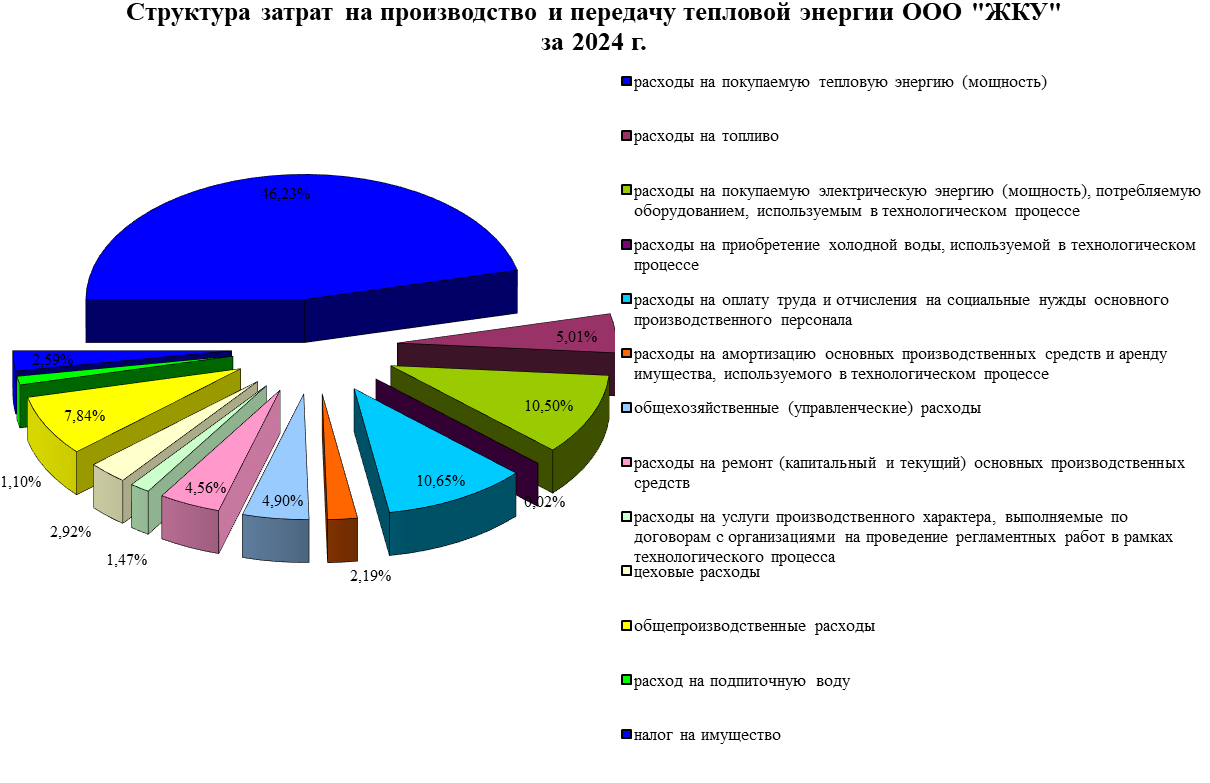 Структура затрат на производство и передачу тепловой энергии ООО "ЖКУ"
за 2024 г.
46,23%
5,01%
10,50%
0,02%
10,65%
2,19%
4,90%
4,56%
1,47%
2,92%
7,84%
1,10%
2,59%
расходы на покупаемую тепловую энергию (мощность)
расходы на топливо
расходы на покупаемую электрическую энергию (мощность), потребляемую
оборудованием, используемым в технологическом процессе
расходы на приобретение холодной воды, используемой в технологическом
процессе
расходы на оплату труда и отчисления на социальные нужды основного
производственного персонала
расходы на амортизацию основных производственных средств и аренду
имущества, используемого в технологическом процессе
общехозяйственные (управленческие) расходы
расходы на ремонт (капитальный и текущий) основных производственных
средств
расходы на услуги производственного характера, выполняемые по
договорам с организациями на проведение регламентных работ в рамках
технологического процесса
цеховые расходы
общепроизводственные расходы
расход на подпиточную воду
налог на имущество